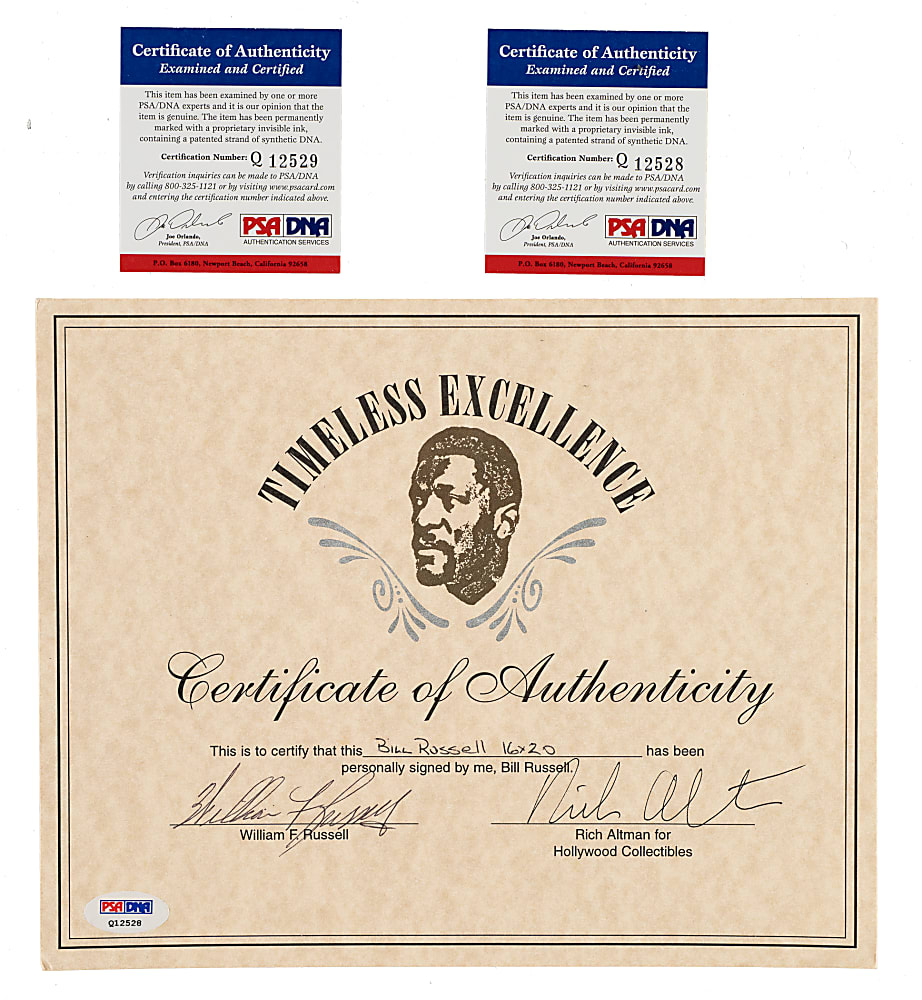 Certificate of Authenticity
Examined and Certified
This item has been examined by one or more
PSA/DNA experts and it is our opinion that the
item is genuine. The item has been permanently
marked with a proprietary invisible ink,
containing a patented strand of synthetic DNA.
Certification Number: Q 12529
Verification inquiries can be made to PSA/DNA
by calling 800-325-1121 or by visiting www.psacard.com
and entering the certification number indicated above.
Joe Orlando,
President, PSA/DNA
PSA DNA
AUTHENTICATION SERVICES
P.O. Box 6180, Newport Beach, California 92658
Certificate of Authenticity
Examined and Certified
This item has been examined by one or more
PSA/DNA experts and it is our opinion that the
item is genuine. The item has been permanently
marked with a proprietary invisible ink,
containing a patented strand of synthetic DNA.
Certification Number: Q 12528
Verification inquiries can be made to PSA/DNA
by calling 800-325-1121 or by visiting www.psacard.com
and entering the certification number indicated above.
Joe Orlando,
President, PSA/DNA
PSA DNA
AUTHENTICATION SERVICES
P.O. Box 6180, Newport Beach, California 92658
TIMELESS EXCELLENCE
Certificate of Authenticity
This is to certify that this Bill Russell 16x20 has been
personally signed by me, Bill Russell.
William F Russell
Rich Alt
William F. Russell
Rich Altman for
Hollywood Collectibles
PSA DNA
Q12528